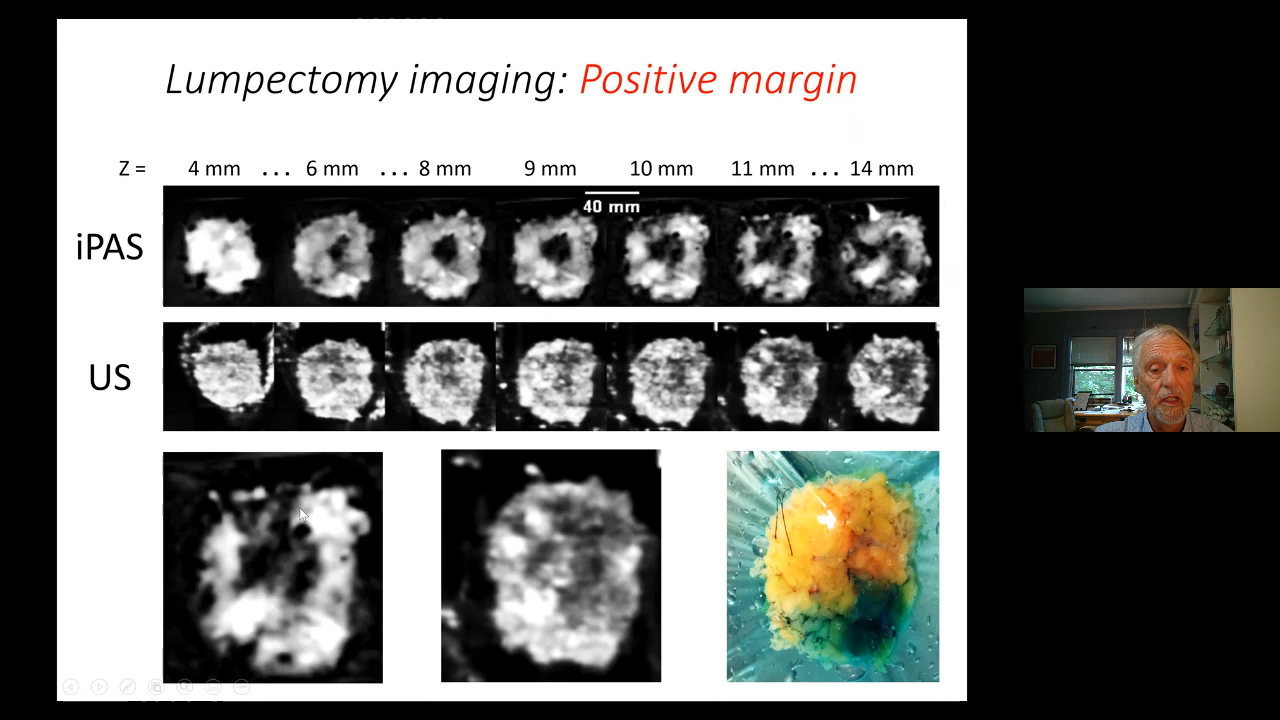 Lumpectomy imaging: Positive margin
Z = 4 mm ... 6 mm ... 8 mm 9 mm 10 mm 11 mm ... 14 mm
40 mm
iPAS
US